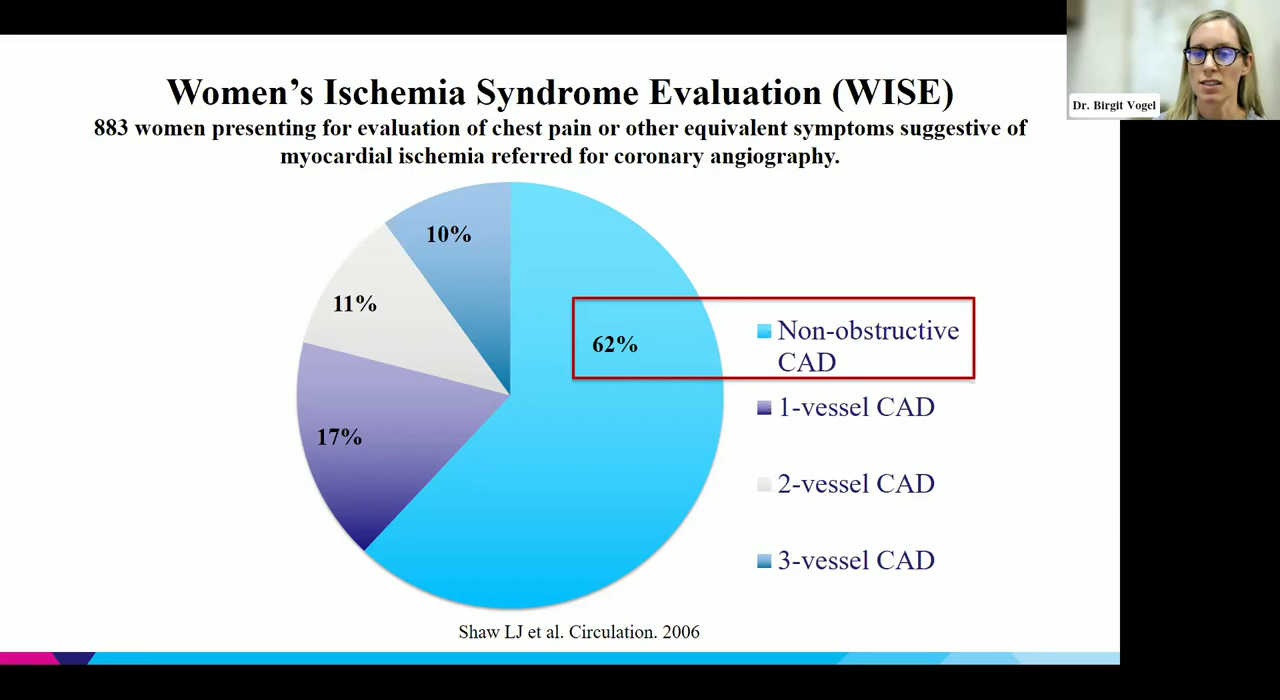 Women’s Ischemia Syndrome Evaluation (WISE)
883 women presenting for evaluation of chest pain or other equivalent symptoms suggestive of
myocardial ischemia referred for coronary angiography.
Dr. Birgit Vogel
10%
11%
62%
17%
Non-obstructive
CAD
1-vessel CAD
2-vessel CAD
3-vessel CAD
Shaw LJ et al. Circulation. 2006